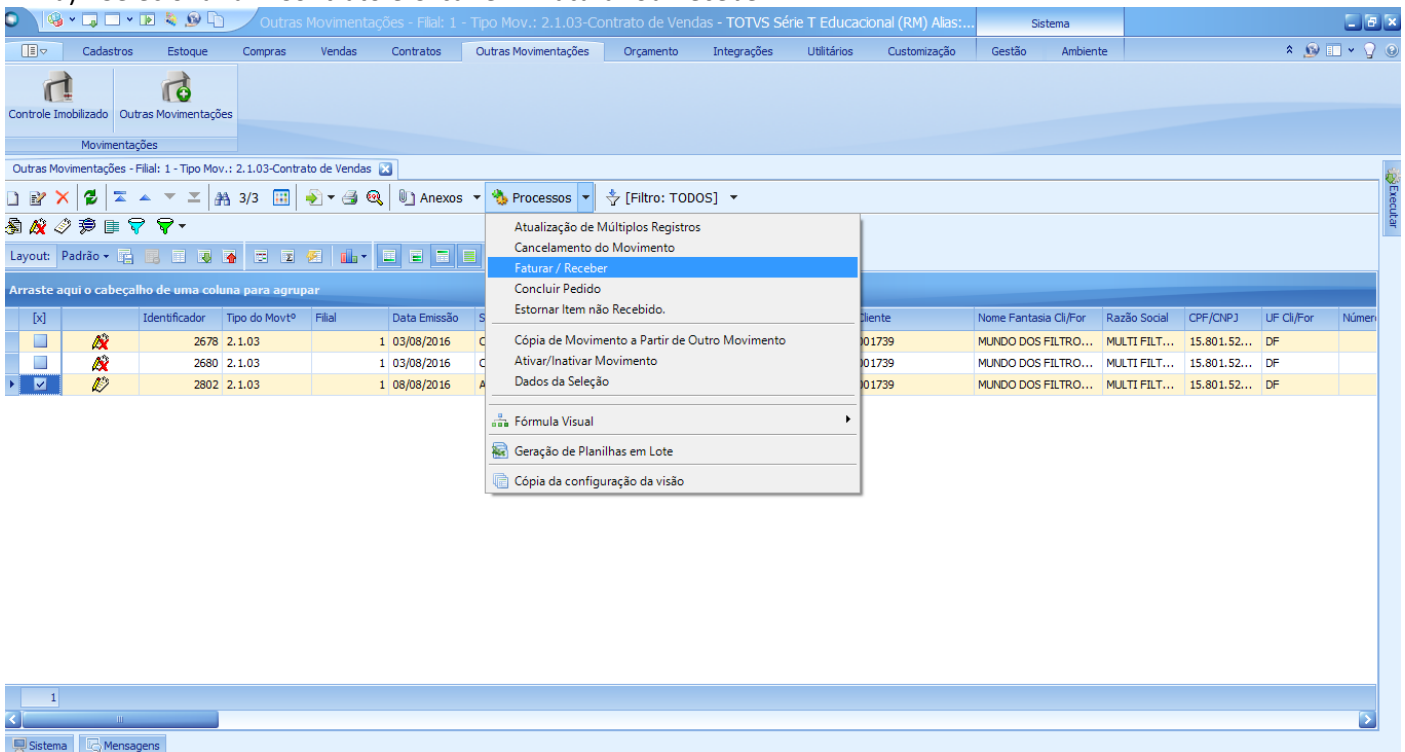 Outras Movimentações - Filial: 1 - Tipo Mov.: 2.1.03-Contrato de Vendas - TOTVS Série T Educacional (RM) Alias:... Sistema
Cadastros Estoque Compras Vendas Contratos Outras Movimentações Orçamento Integrações Utilitários Customização Gestão Ambiente
Controle Imobilizado Outras Movimentações
Movimentações
Outras Movimentações - Filial: 1 - Tipo Mov.: 2.1.03-Contrato de Vendas
Executar
3/3 Anexos Processos [Filtro: TODOS]
Layout: Padrão
Arraste aqui o cabeçalho de uma coluna para agrupar
[x] Identificador Tipo do Movtº Filial Data Emissão S Cliente Nome Fantasia Cli/For Razão Social CPF/CNPJ UF Cli/For Númer
2678 2.1.03 1 03/08/2016 C 001739 MUNDO DOS FILTRO... MULTI FILT... 15.801.52... DF
2680 2.1.03 1 03/08/2016 C 001739 MUNDO DOS FILTRO... MULTI FILT... 15.801.52... DF
2802 2.1.03 1 08/08/2016 A 001739 MUNDO DOS FILTRO... MULTI FILT... 15.801.52... DF
Atualização de Múltiplos Registros
Cancelamento do Movimento
Faturar / Receber
Concluir Pedido
Estornar Item não Recebido.
Cópia de Movimento a Partir de Outro Movimento
Ativar/Inativar Movimento
Dados da Seleção
Fórmula Visual
Geração de Planilhas em Lote
Cópia da configuração da visão
1
Sistema Mensagens